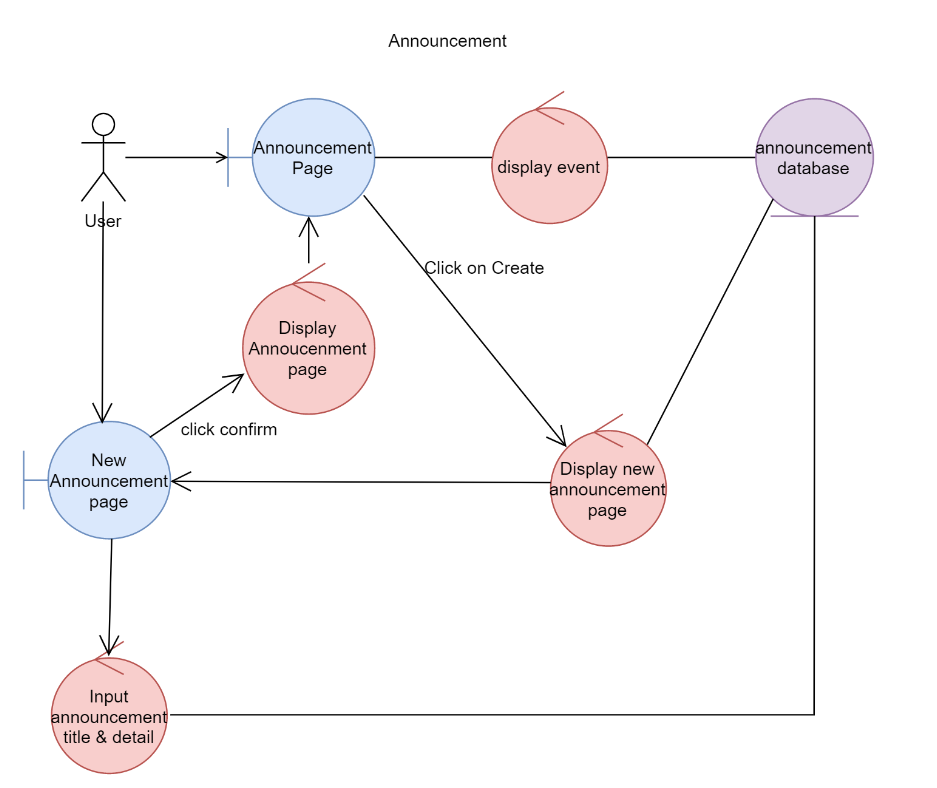 Announcement
Announcement
Page
display event
announcement
database
User
Click on Create
Display
Annoucenment
page
click confirm
New
Announcement
page
Display new
announcement
page
Input
announcement
title & detail